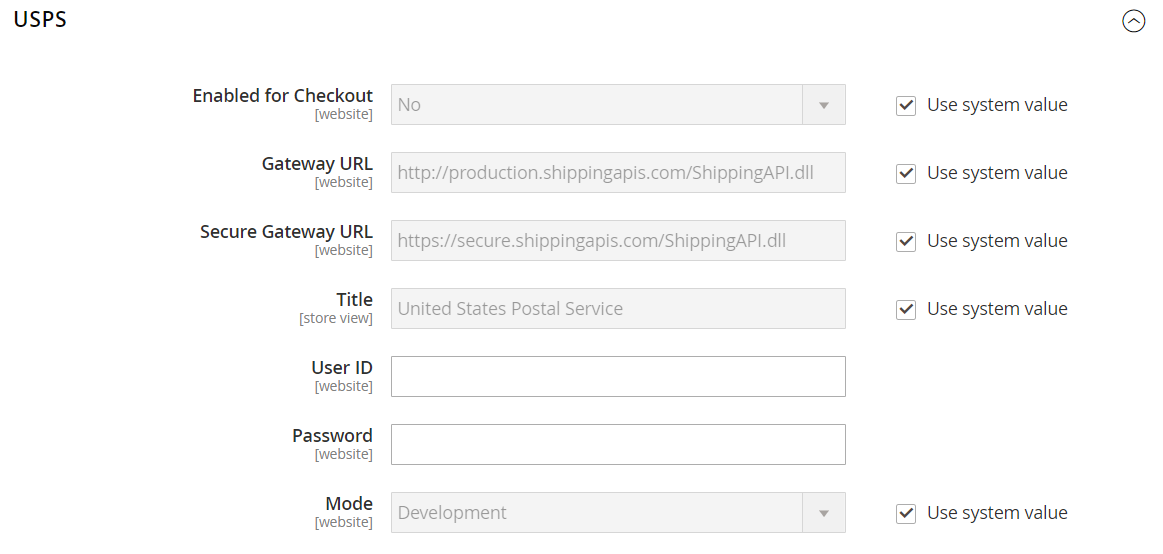 USPS
Enabled for Checkout
[website]
No
Use system value
Gateway URL
[website]
http://production.shippingapis.com/ShippingAPI.dll
Use system value
Secure Gateway URL
[website]
https://secure.shippingapis.com/ShippingAPI.dll
Use system value
Title
[store view]
United States Postal Service
Use system value
User ID
[website]
Password
[website]
Mode
[website]
Development
Use system value